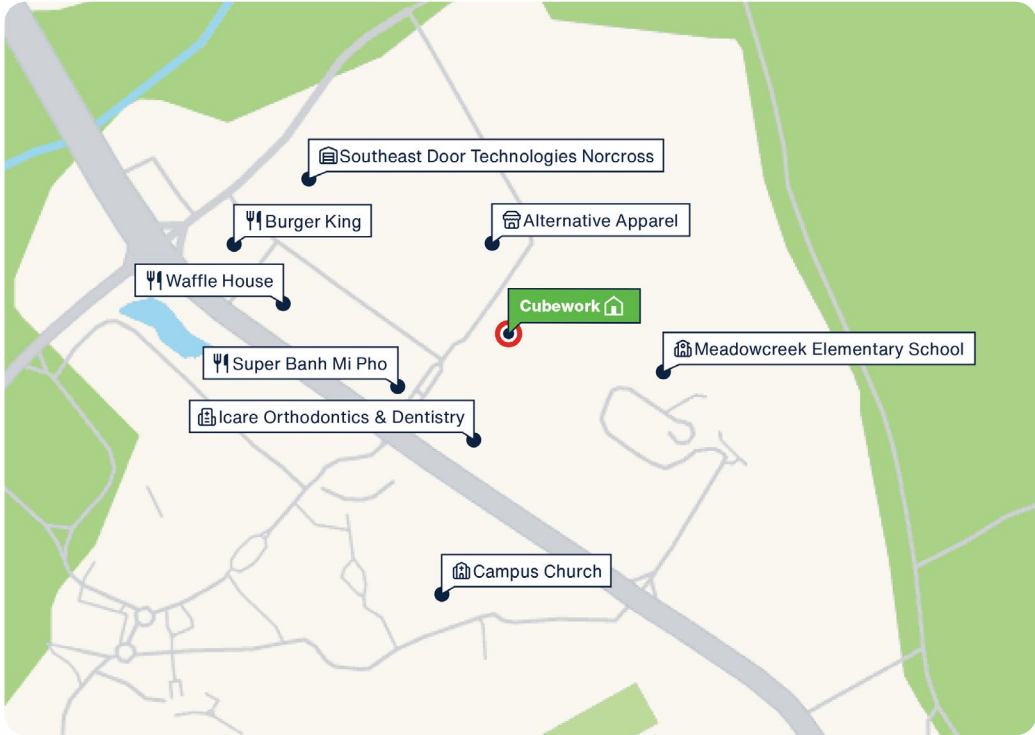 Southeast Door Technologies Norcross
Burger King
Alternative Apparel
Waffle House
Cubework
Meadowcreek Elementary School
Super Banh Mi Pho
Icare Orthodontics & Dentistry
Campus Church